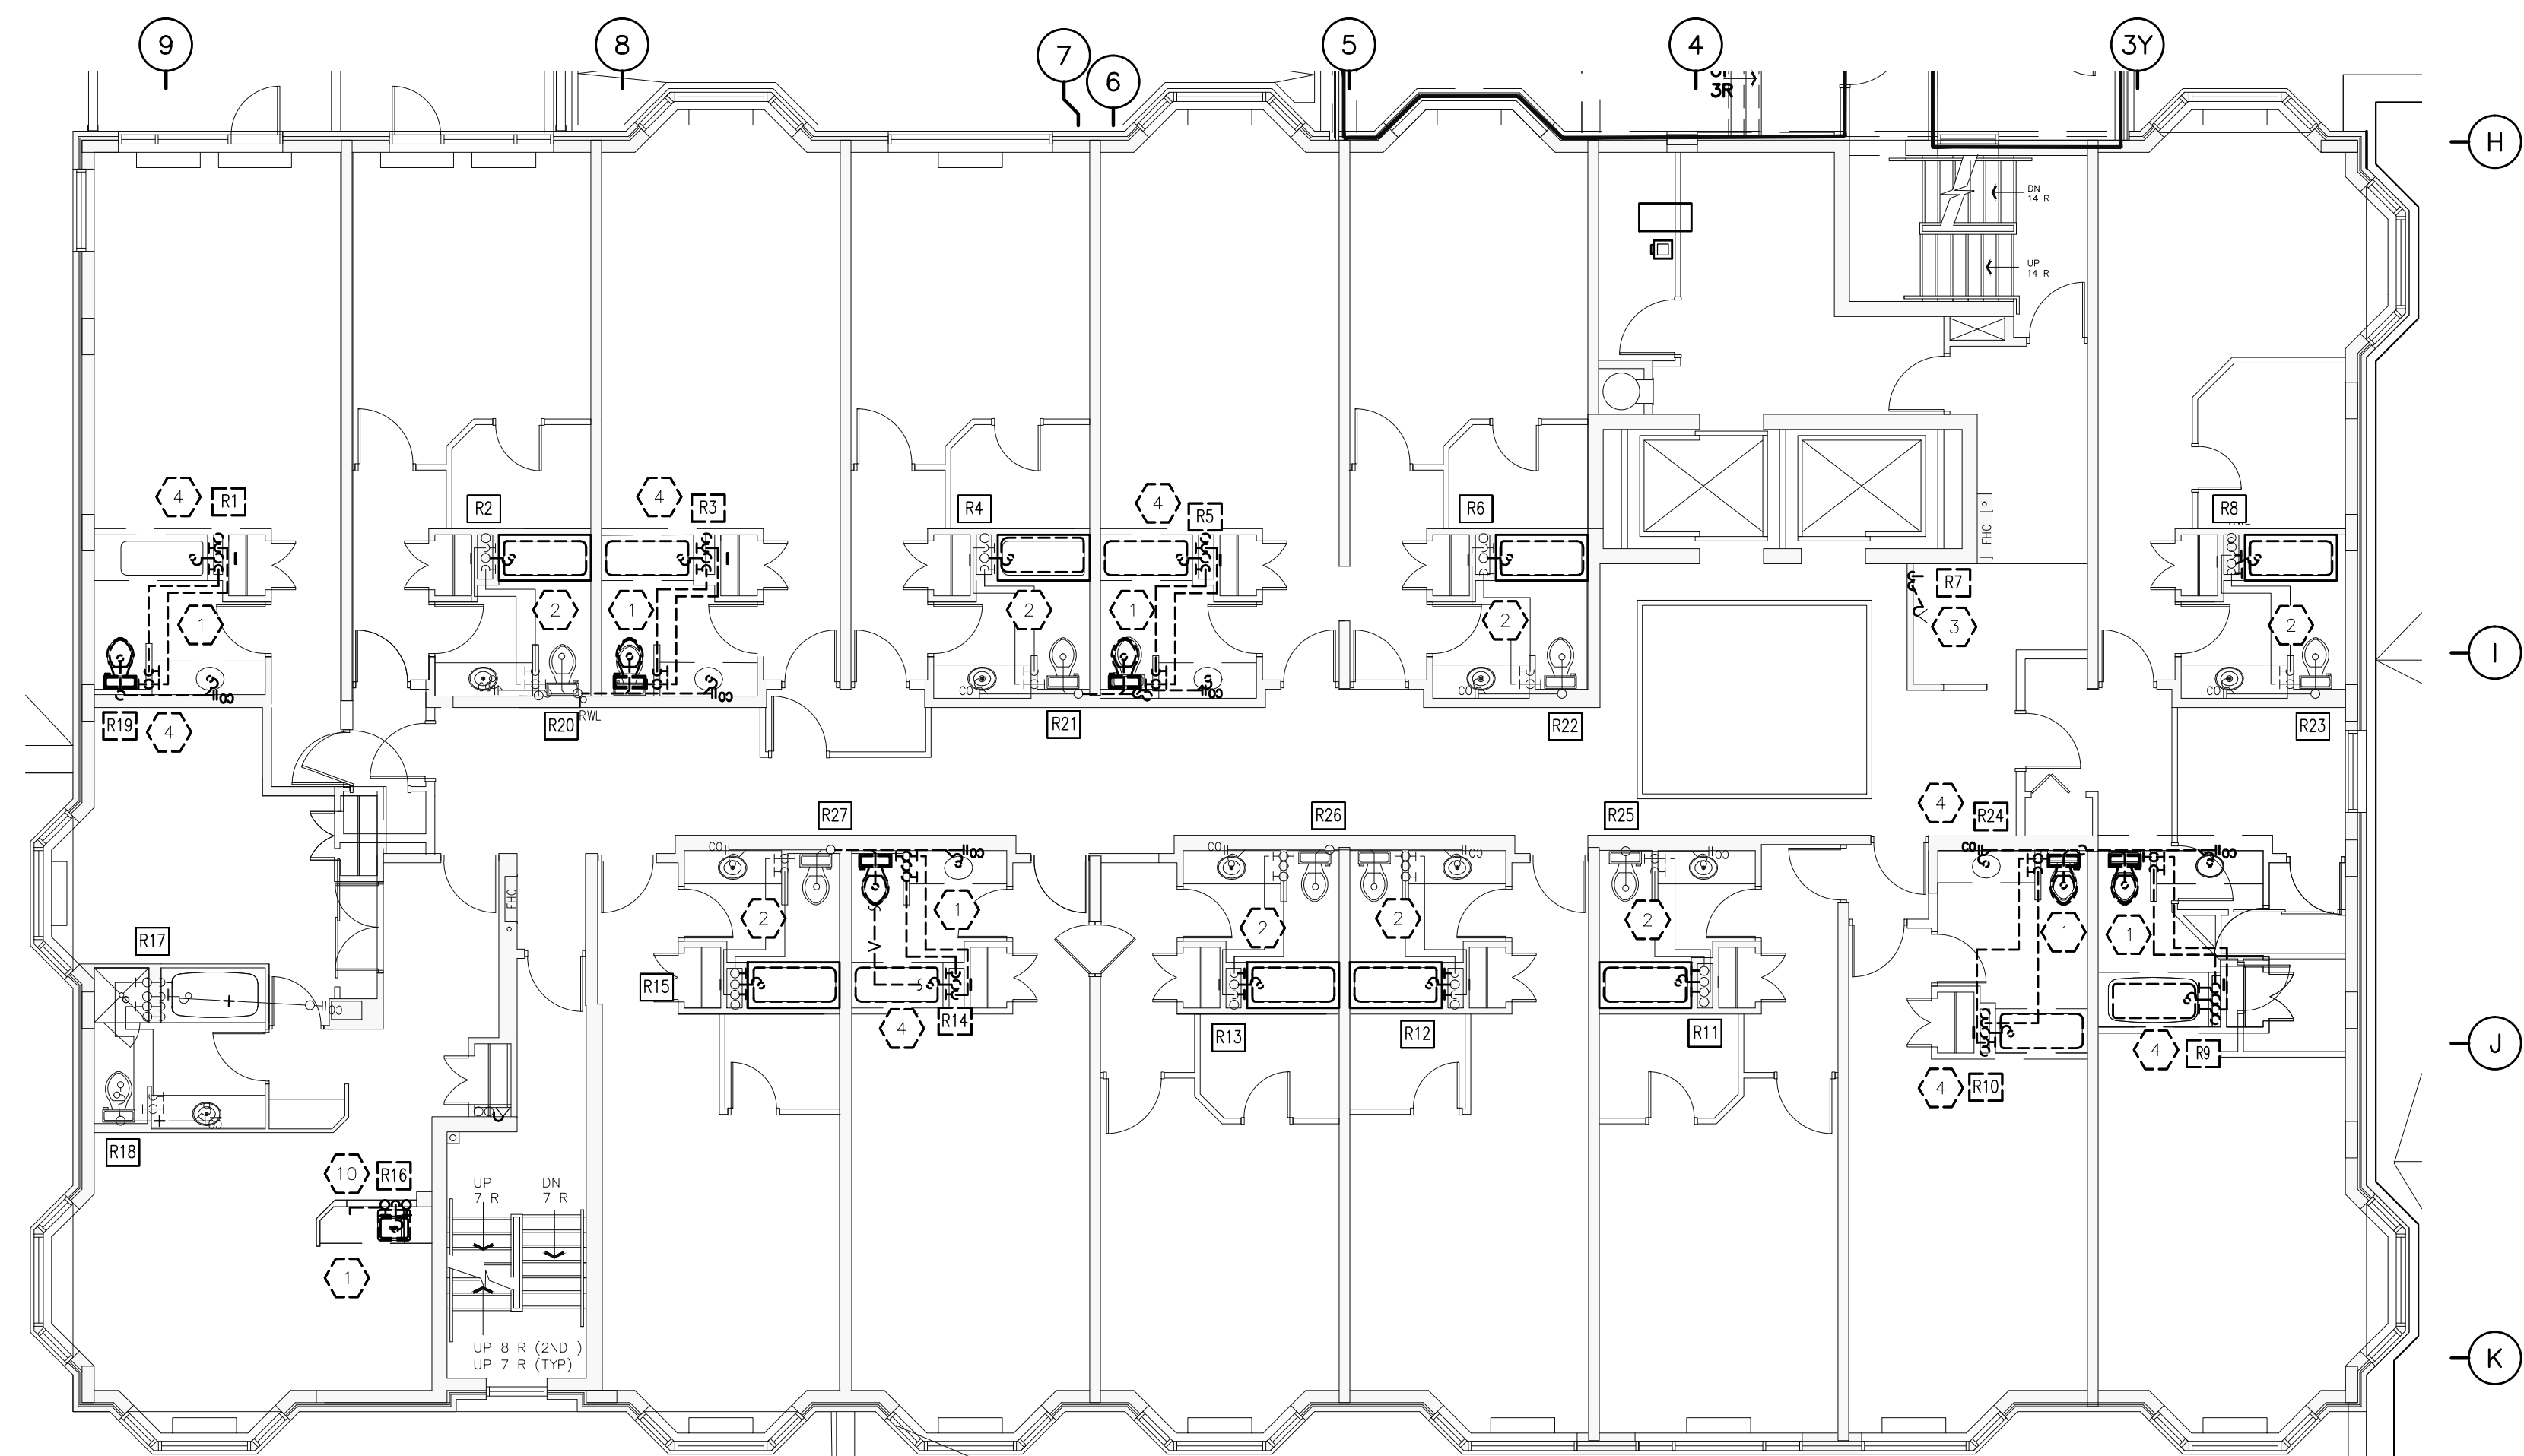 9
8
7
6
5
4
3Y
3R
H
DN
14 R
UP
14 R
4
R1
R2
4
R3
R4
4
R5
R6
R8
FHC
R7
1
2
1
2
1
2
3
2
I
CO
CO
CO
CO
R19
4
R20
RWL
R21
R22
R23
R27
R26
R25
4
R24
CO
CO
CO
CO
CO
CO
FHC
2
1
2
2
2
1
1
R17
V
R15
4
R14
R13
R12
R11
4
R9
J
CO
4
R10
R18
10
R16
UP
7 R
DN
7 R
1
UP 8 R (2ND )
UP 7 R (TYP)
K